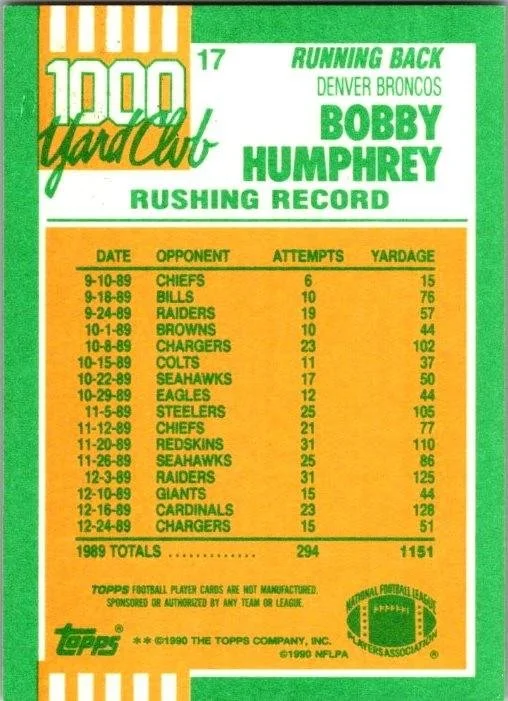 1000
Yard Club
17
RUNNING BACK
DENVER BRONCOS
BOBBY
HUMPHREY
RUSHING RECORD
DATE OPPONENT ATTEMPTS YARDAGE
9-10-89 CHIEFS 6 15
9-18-89 BILLS 10 76
9-24-89 RAIDERS 19 57
10-1-89 BROWNS 10 44
10-8-89 CHARGERS 23 102
10-15-89 COLTS 11 37
10-22-89 SEAHAWKS 17 50
10-29-89 EAGLES 12 44
11-5-89 STEELERS 25 105
11-12-89 CHIEFS 21 77
11-20-89 REDSKINS 31 110
11-26-89 SEAHAWKS 25 86
12-3-89 RAIDERS 31 125
12-10-89 GIANTS 15 44
12-16-89 CARDINALS 23 128
12-24-89 CHARGERS 15 51
1989 TOTALS ............. 294 1151
TOPPS FOOTBALL PLAYER CARDS ARE NOT MANUFACTURED,
SPONSORED OR AUTHORIZED BY ANY TEAM OR LEAGUE.
NATIONAL FOOTBALL LEAGUE
PLAYERS ASSOCIATION ®
topps®
**©1990 THE TOPPS COMPANY, INC.
©1990 NFLPA